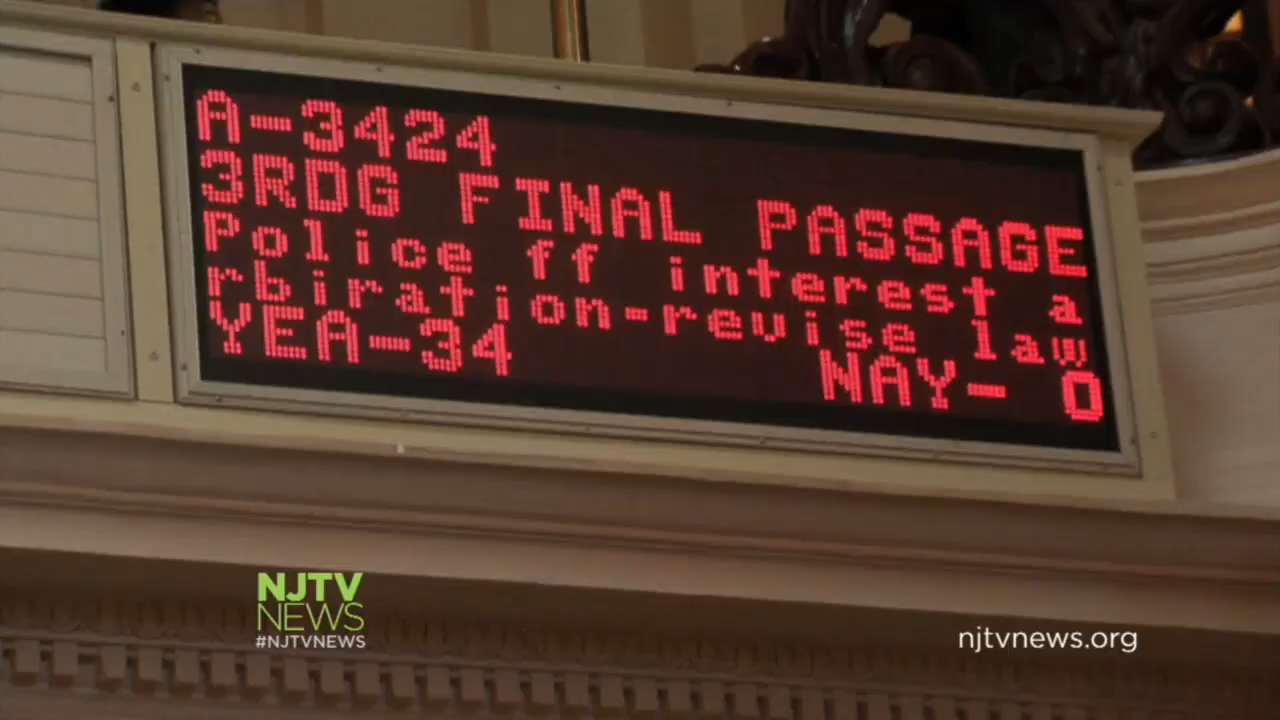 A-3424
3RDG FINAL PASSAGE
Police ff interest a
rbiration-revise law
YEA-34 NAY- 0
NJTV
NEWS
#NJTVNEWS
njtvnews.org